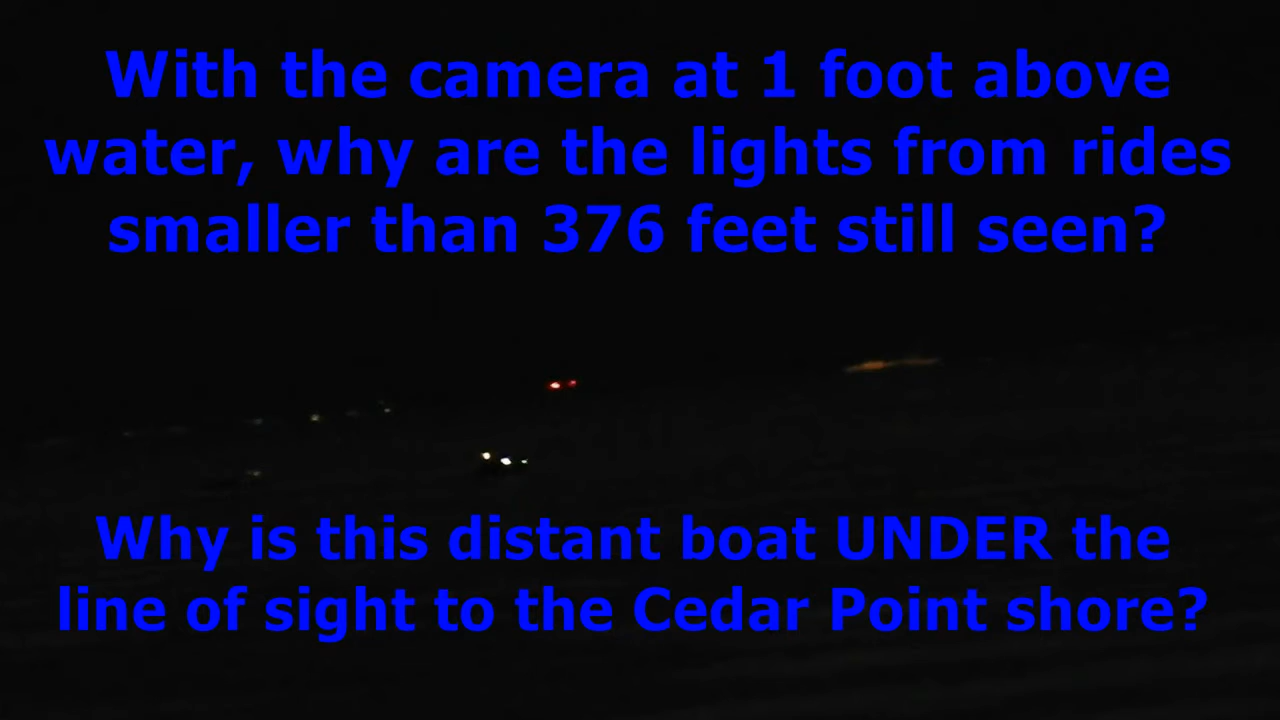 With the camera at 1 foot above
water, why are the lights from rides
smaller than 376 feet still seen?
Why is this distant boat UNDER the
line of sight to the Cedar Point shore?